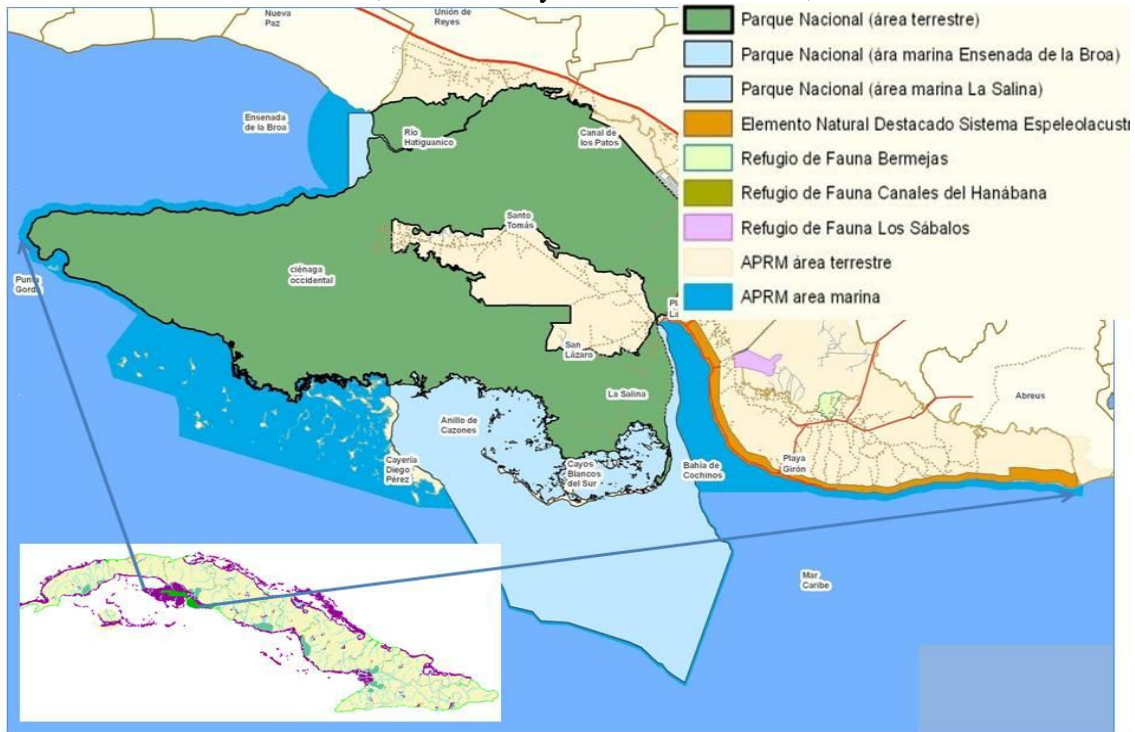 Nueva
Paz
Unión de
Reyes
Ensenada
de la Broa
Río
Hatiguanico
Canal de
los Patos
Santo
Tomás
ciénaga
occidental
Punta
Gorda
San
Lázaro
La Salina
Anillo de
Cazones
Cayería
Diego
Pérez
Cayos
Blancos
del Sur
Bahía de
Cochinos
Playa
Girón
Abreus
Mar
Caribe
Parque Nacional (área terrestre)
Parque Nacional (ára marina Ensenada de la Broa)
Parque Nacional (área marina La Salina)
Elemento Natural Destacado Sistema Espeleolacustr
Refugio de Fauna Bermejas
Refugio de Fauna Canales del Hanábana
Refugio de Fauna Los Sábalos
APRM área terrestre
APRM area marina